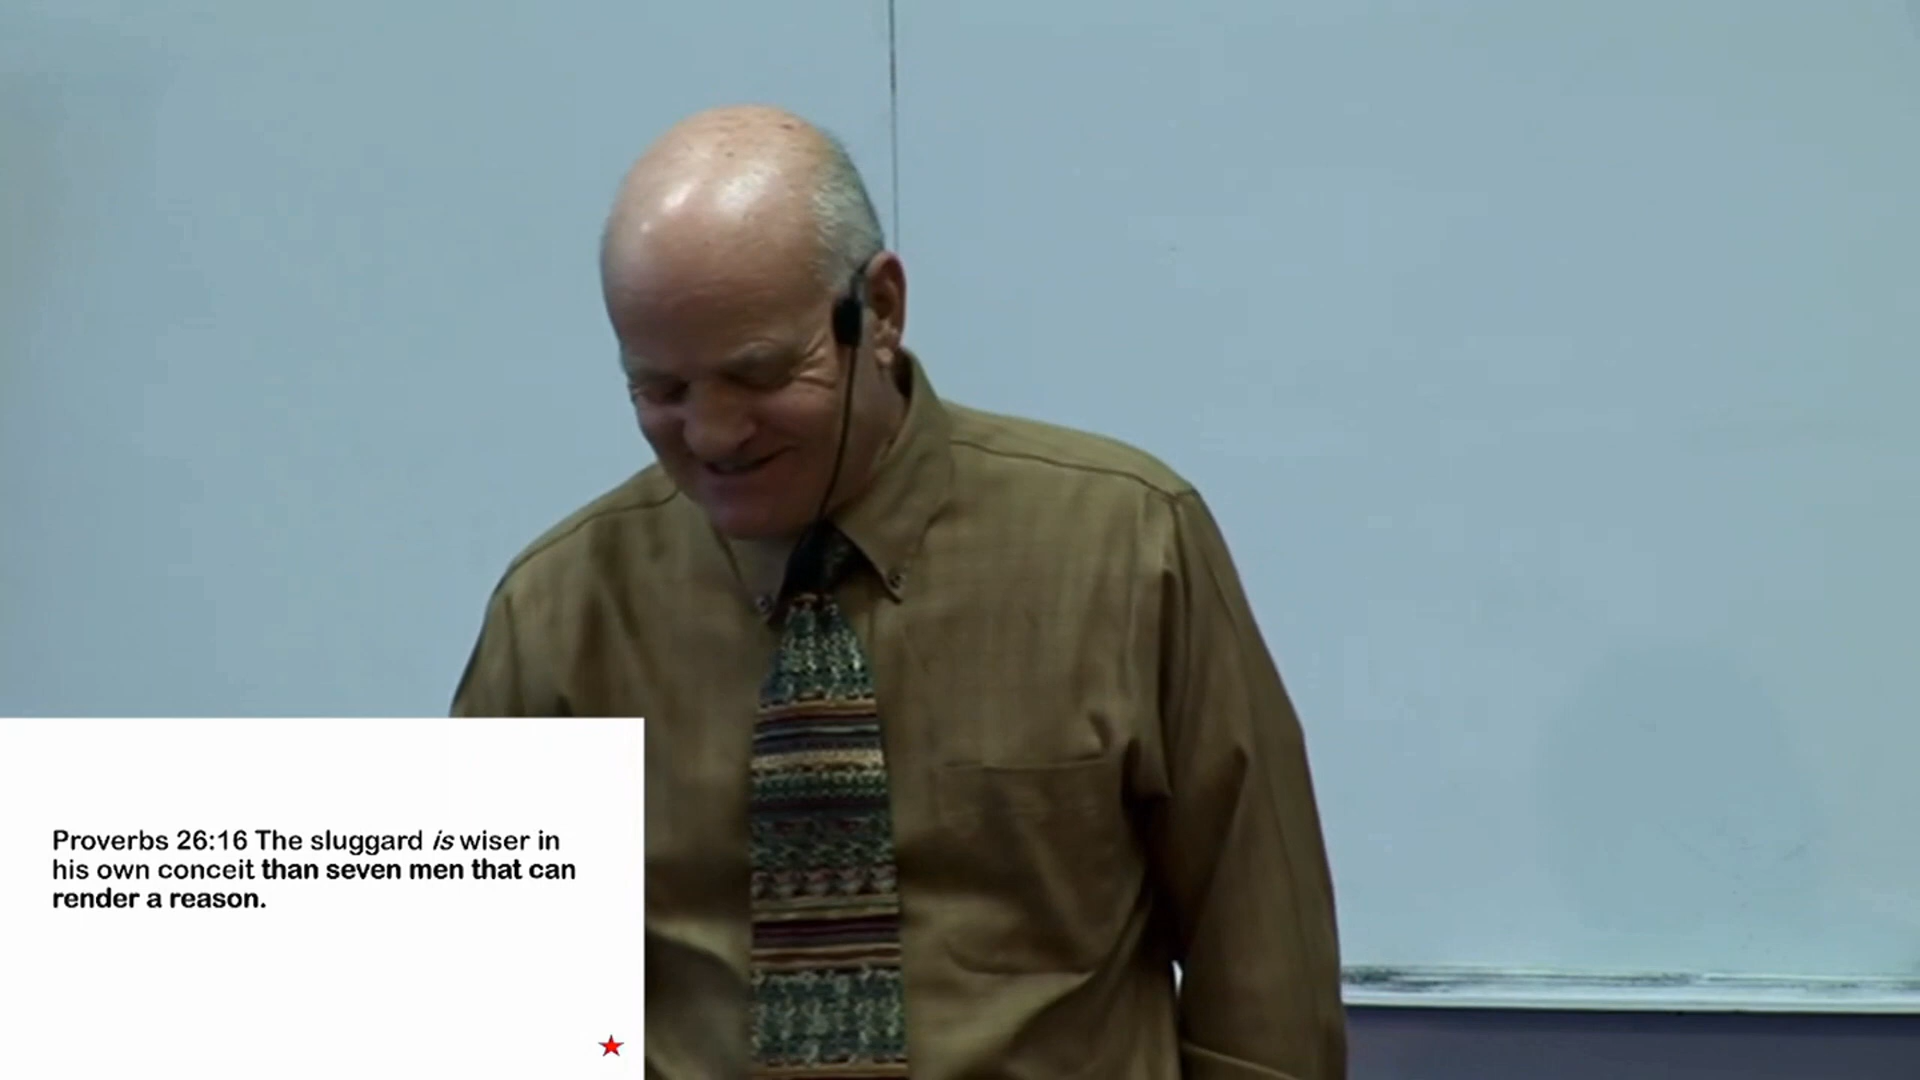 Proverbs 26:16 The sluggard is wiser in
his own conceit than seven men that can
render a reason.